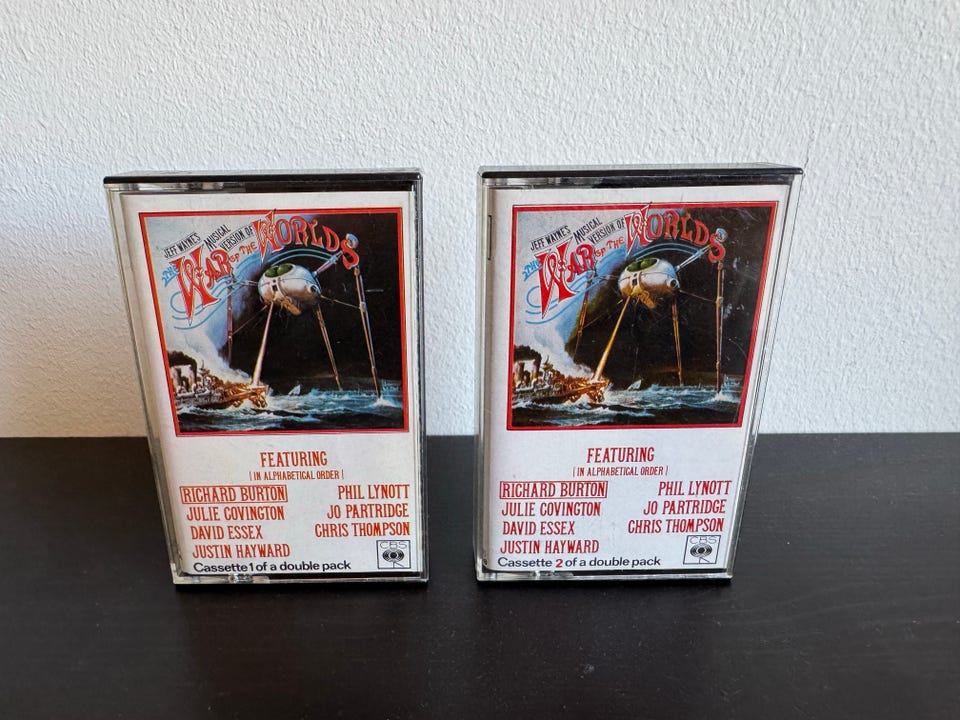 JEFF WAYNE'S
MUSICAL
VERSION OF
THE
WAR OF THE WORLDS
FEATURING
[IN ALPHABETICAL ORDER]
RICHARD BURTON
JULIE COVINGTON
DAVID ESSEX
JUSTIN HAYWARD
PHIL LYNOTT
JO PARTRIDGE
CHRIS THOMPSON
CBS
Cassette 1 of a double pack
JEFF WAYNE'S
MUSICAL
VERSION OF
THE
WAR OF THE WORLDS
FEATURING
[IN ALPHABETICAL ORDER]
RICHARD BURTON
JULIE COVINGTON
DAVID ESSEX
JUSTIN HAYWARD
PHIL LYNOTT
JO PARTRIDGE
CHRIS THOMPSON
CBS
Cassette 2 of a double pack